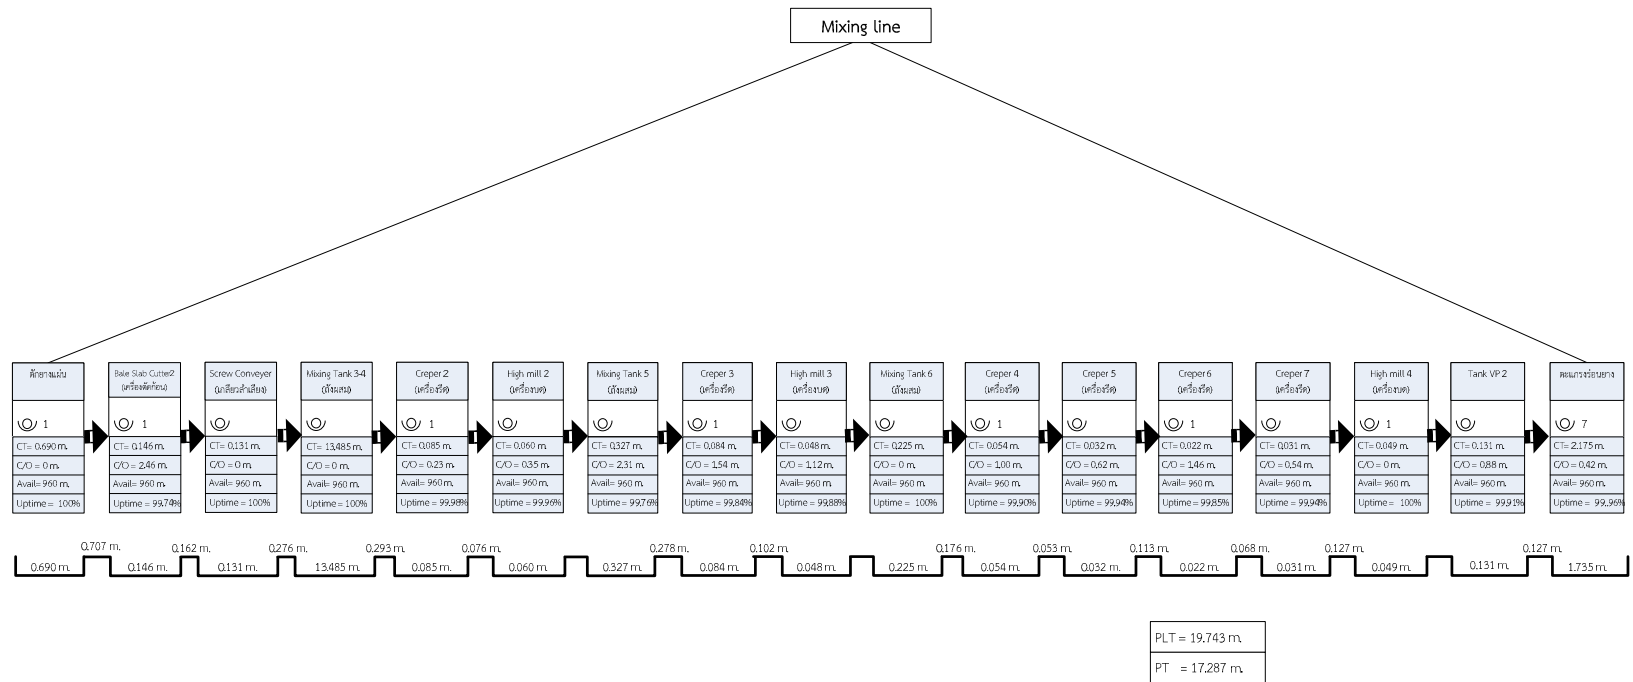 Mixing line
ตักยางแผ่น
1
CT= 0.690 m.
C/O = 0 m.
Avail= 960 m.
Uptime = 100%
Bale Slab Cutter2
(เครื่องตัดก้อน)
1
CT= 0.146 m.
C/O = 2.46 m.
Avail= 960 m.
Uptime = 99.74%
Screw Conveyer
(เกลียวลำเลียง)
CT= 0.131 m.
C/O = 0 m.
Avail= 960 m.
Uptime = 100%
Mixing Tank 3-4
(ถังผสม)
CT= 13.485 m.
C/O = 0 m.
Avail= 960 m.
Uptime = 100%
Creper 2
(เครื่องรีด)
1
CT= 0.085 m.
C/O = 0.23 m.
Avail= 960 m.
Uptime = 99.98%
High mill 2
(เครื่องบด)
CT= 0.060 m.
C/O = 0.35 m.
Avail= 960 m.
Uptime = 99.96%
Mixing Tank 5
(ถังผสม)
CT= 0.327 m.
C/O = 2.31 m.
Avail= 960 m.
Uptime = 99.76%
Creper 3
(เครื่องรีด)
1
CT= 0.084 m.
C/O = 1.54 m.
Avail= 960 m.
Uptime = 99.84%
High mill 3
(เครื่องบด)
CT= 0.048 m.
C/O = 1.12 m.
Avail= 960 m.
Uptime = 99.88%
Mixing Tank 6
(ถังผสม)
CT= 0.225 m.
C/O = 0 m.
Avail= 960 m.
Uptime = 100%
Creper 4
(เครื่องรีด)
1
CT= 0.054 m.
C/O = 1.00 m.
Avail= 960 m.
Uptime = 99.90%
Creper 5
(เครื่องรีด)
CT= 0.032 m.
C/O = 0.62 m.
Avail= 960 m.
Uptime = 99.94%
Creper 6
(เครื่องรีด)
1
CT= 0.022 m.
C/O = 1.46 m.
Avail= 960 m.
Uptime = 99.85%
Creper 7
(เครื่องรีด)
CT= 0.031 m.
C/O = 0.54 m.
Avail= 960 m.
Uptime = 99.94%
High mill 4
(เครื่องบด)
1
CT= 0.049 m.
C/O = 0 m.
Avail= 960 m.
Uptime = 100%
Tank VP 2
CT= 0.131 m.
C/O = 0.88 m.
Avail= 960 m.
Uptime = 99.91%
ตะแกรงร่อนยาง
7
CT= 2.175 m.
C/O = 0.42 m.
Avail= 960 m.
Uptime = 99..96%
0.707 m. 0.162 m. 0.276 m. 0.293 m. 0.076 m. 0.278 m. 0.102 m. 0.176 m. 0.053 m. 0.113 m. 0.068 m. 0.127 m. 0.127 m.
0.690 m. 0.146 m. 0.131 m. 13.485 m. 0.085 m. 0.060 m. 0.327 m. 0.084 m. 0.048 m. 0.225 m. 0.054 m. 0.032 m. 0.022 m. 0.031 m. 0.049 m. 0.131 m. 1.735 m.
PLT = 19.743 m.
PT = 17.287 m.